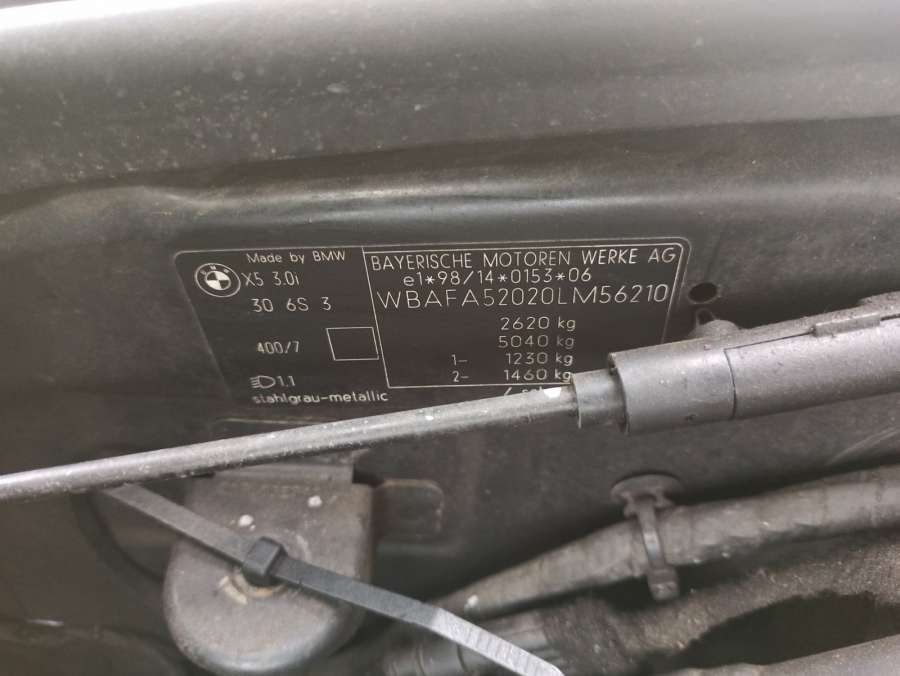 Made by BMW
X5 3.0i
30 6S 3
400/7
1.1
stahlgrau-metallic
BAYERISCHE MOTOREN WERKE AG
e1*98/14*0153*06
WBAFA52020LM56210
2620 kg
5040 kg
1- 1230 kg
2- 1460 kg